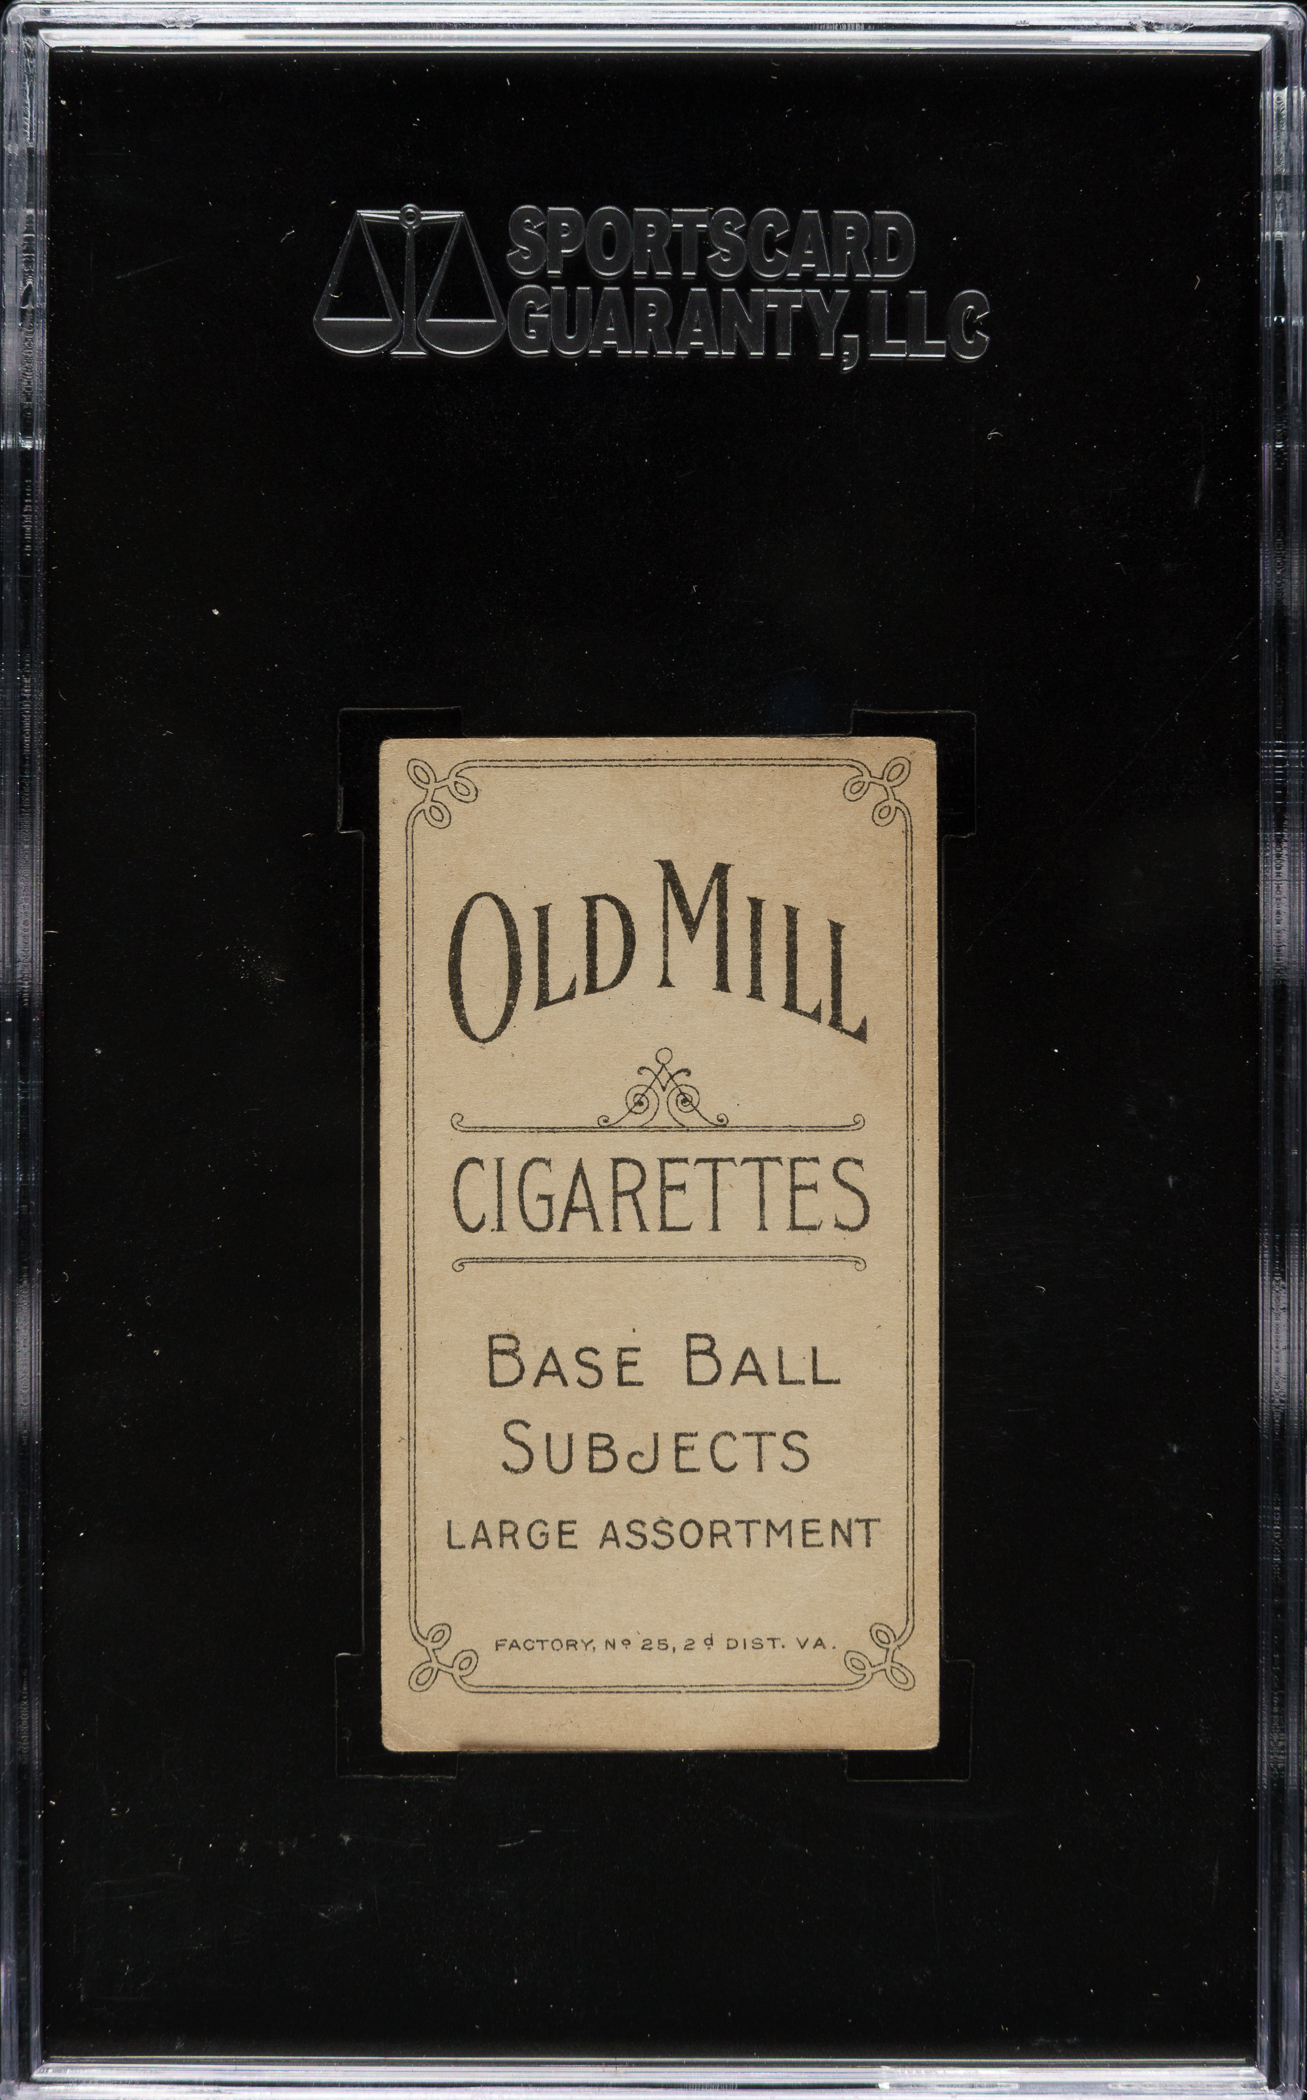 SPORTSCARD
GUARANTY, LLC
OLD MILL
CIGARETTES
BASE BALL
SUBJECTS
LARGE ASSORTMENT
FACTORY, Nº 25, 2d DIST. VA.